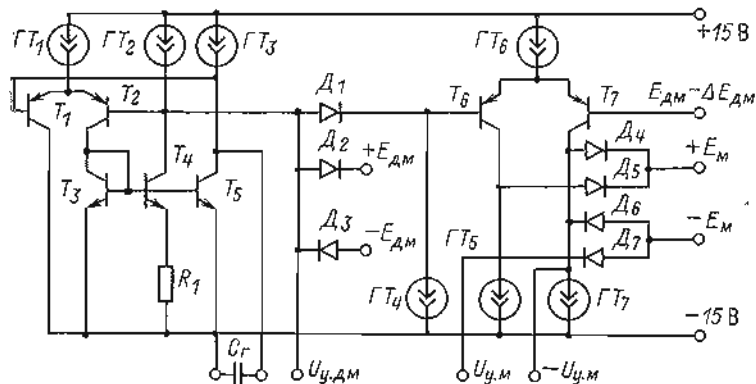 ГТ₁ ГТ₂ ГТ₃ ГТ₆ +15 В
T₁ T₂ Д1 T₆ T₇ Eдм−ΔEдм
Д2 +Eдм Д4 +Eм
T₃ T₄ T₅ Д5
Д3 −Eдм Д6 −Eм
R₁ ГТ₅ Д7
ГТ₄ ГТ₇
−15 В
Cг Uу.дм Uу.м −Uу.м